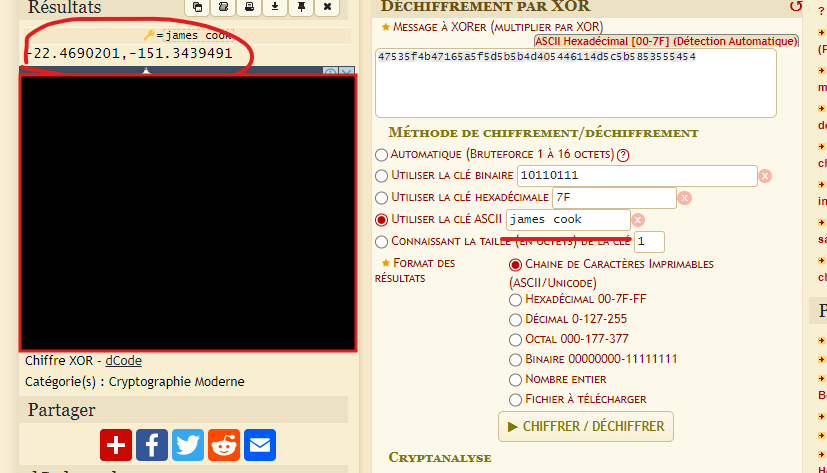 Résultats
=james cook
-22.4690201,-151.3439491
Chiffre XOR - dCode
Catégorie(s) : Cryptographie Moderne
Partager
DÉCHIFFREMENT PAR XOR
MESSAGE À XORER (MULTIPLIER PAR XOR)
ASCII Hexadécimal [00-7F] (Détection Automatique)
47535f4b47165a5f5d5b5b4d405446114d5c5b5853555454
MÉTHODE DE CHIFFREMENT/DÉCHIFFREMENT
AUTOMATIQUE (BRUTEFORCE 1 À 16 OCTETS) ?
UTILISER LA CLÉ BINAIRE 10110111 x
UTILISER LA CLÉ HEXADÉCIMALE 7F x
UTILISER LA CLÉ ASCII james cook x
CONNAISSANT LA TAILLE (EN OCTETS) DE LA CLÉ 1
FORMAT DES
RÉSULTATS
CHAINE DE CARACTÈRES IMPRIMABLES
(ASCII/UNICODE)
HEXADÉCIMAL 00-7F-FF
DÉCIMAL 0-127-255
OCTAL 000-177-377
BINAIRE 00000000-11111111
NOMBRE ENTIER
FICHIER À TÉLÉCHARGER
► CHIFFRER / DÉCHIFFRER
CRYPTANALYSE